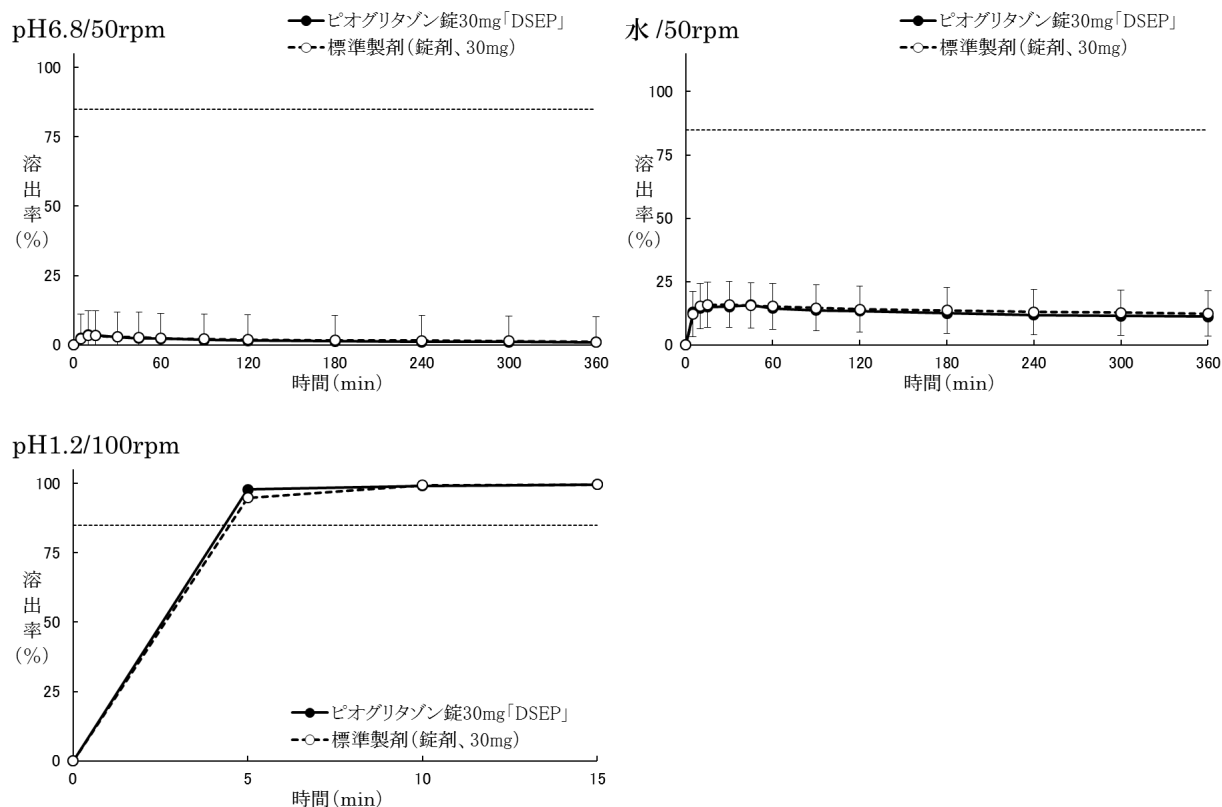 pH6.8/50rpm
ピオグリタゾン錠30mg「DSEP」
標準製剤(錠剤、30mg)
100
75
50
25
0
溶出率(%)
0 60 120 180 240 300 360
時間(min)
水/50rpm
ピオグリタゾン錠30mg「DSEP」
標準製剤(錠剤、30mg)
100
75
50
25
0
溶出率(%)
0 60 120 180 240 300 360
時間(min)
pH1.2/100rpm
100
75
50
25
0
溶出率(%)
ピオグリタゾン錠30mg「DSEP」
標準製剤(錠剤、30mg)
0 5 10 15
時間(min)